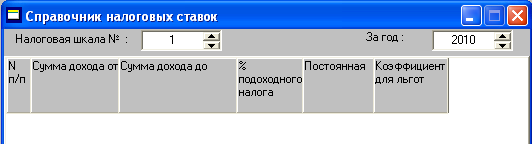 Справочник налоговых ставок
Налоговая шкала № : 1 За год : 2010
N п/п Сумма дохода от Сумма дохода до % подоходного налога Постоянная Коэффициент для льгот